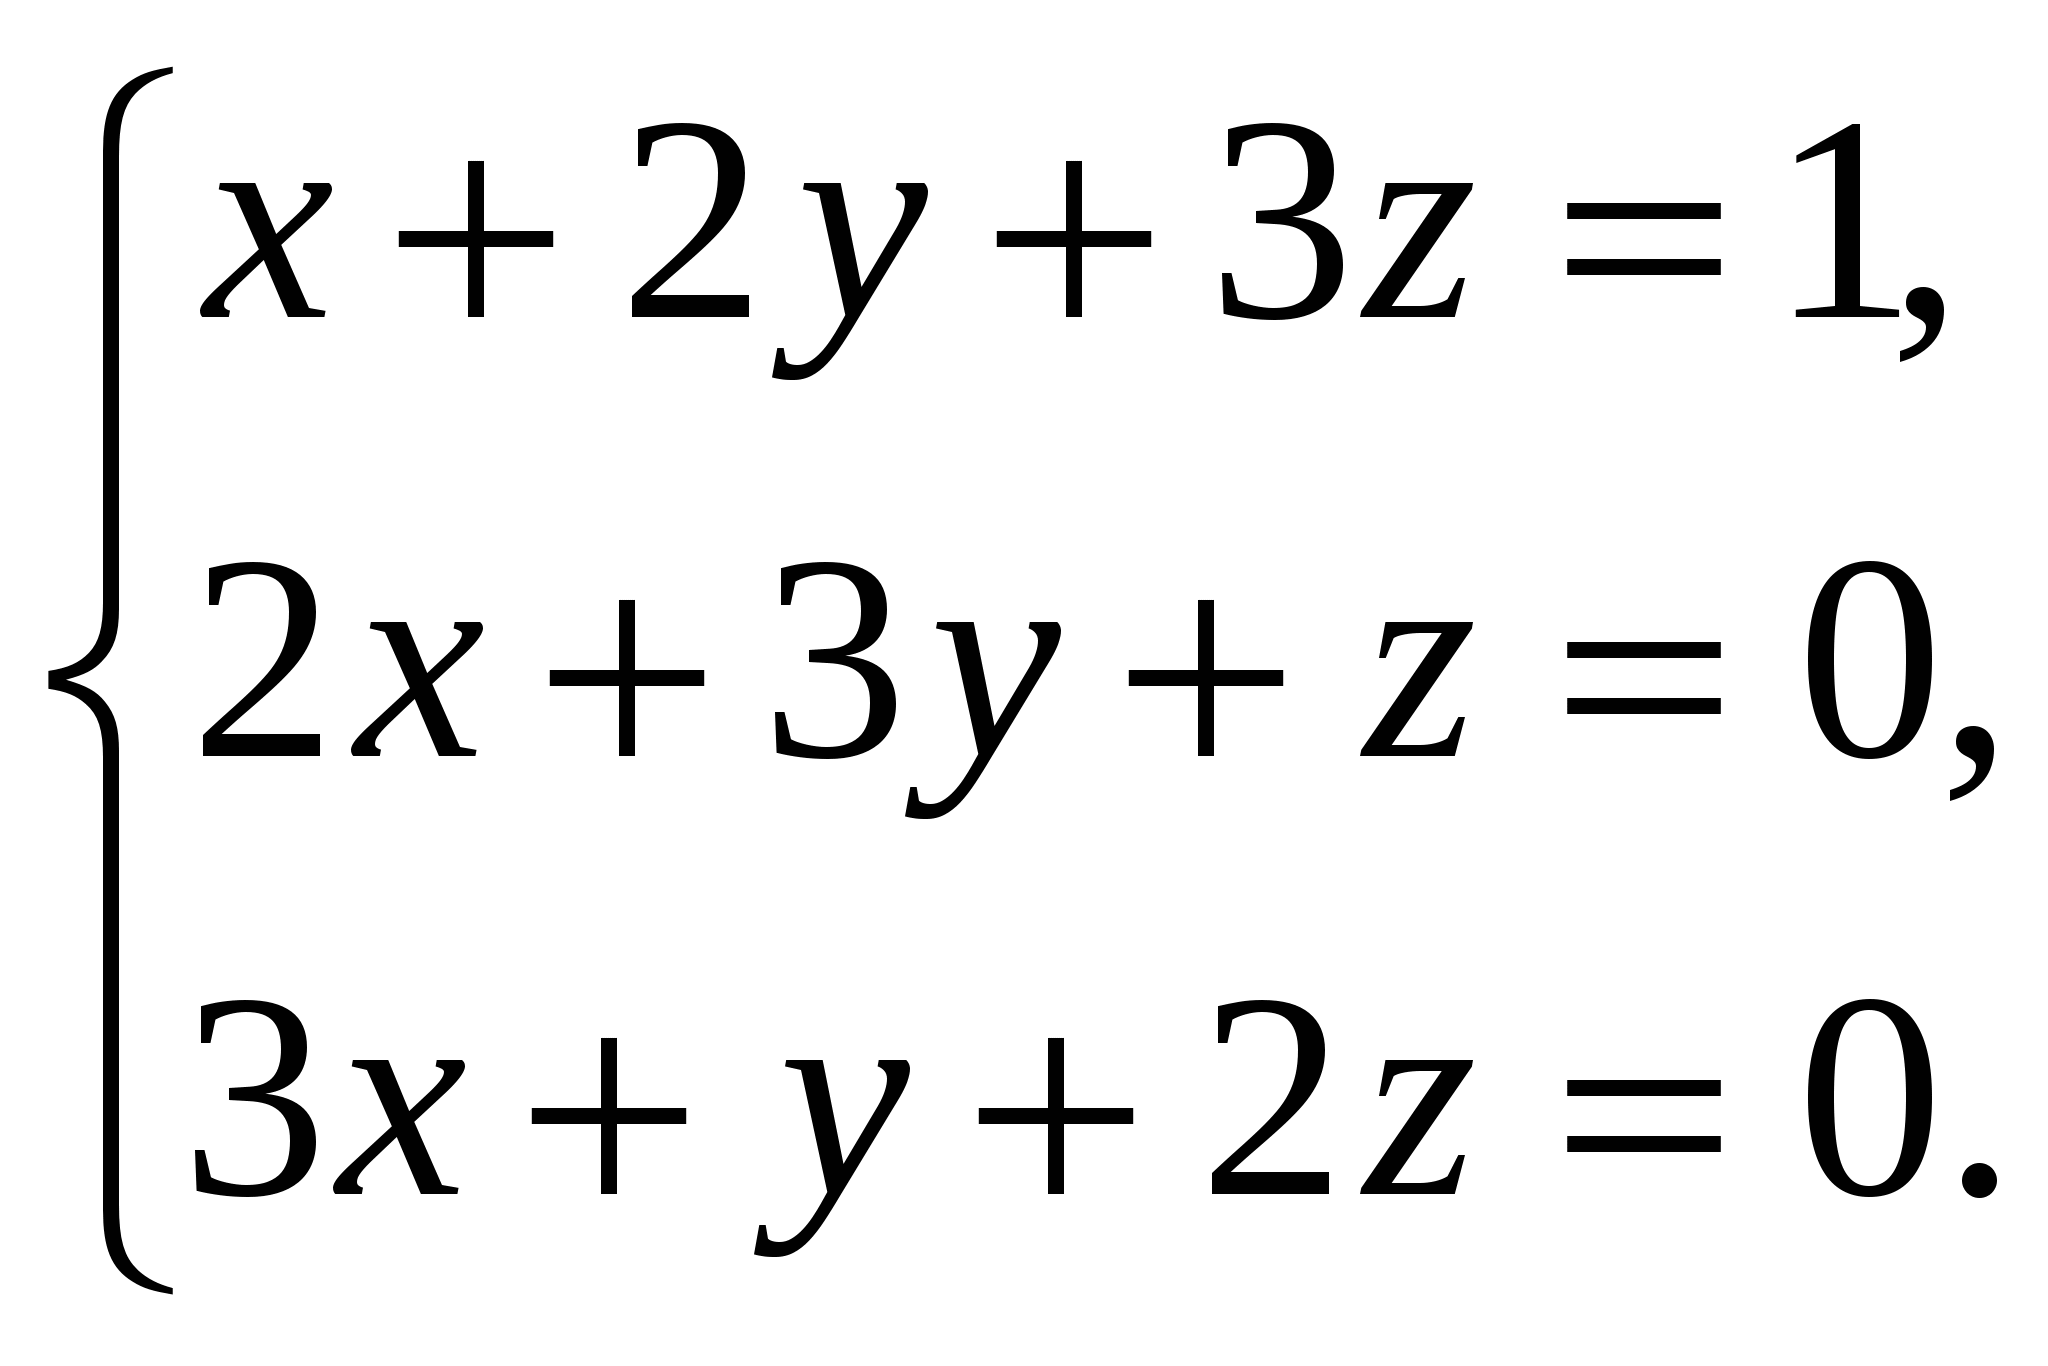 x + 2y + 3z = 1,
2x + 3y + z = 0,
3x + y + 2z = 0.